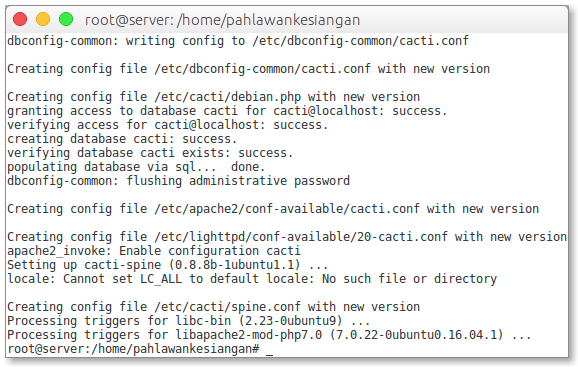 root@server: /home/pahlawankesiangan
dbconfig-common: writing config to /etc/dbconfig-common/cacti.conf
Creating config file /etc/dbconfig-common/cacti.conf with new version
Creating config file /etc/cacti/debian.php with new version
granting access to database cacti for cacti@localhost: success.
verifying access for cacti@localhost: success.
creating database cacti: success.
verifying database cacti exists: success.
populating database via sql...  done.
dbconfig-common: flushing administrative password
Creating config file /etc/apache2/conf-available/cacti.conf with new version
Creating config file /etc/lighttpd/conf-available/20-cacti.conf with new version
apache2_invoke: Enable configuration cacti
Setting up cacti-spine (0.8.8b-1ubuntu1.1) ...
locale: Cannot set LC_ALL to default locale: No such file or directory
Creating config file /etc/cacti/spine.conf with new version
Processing triggers for libc-bin (2.23-0ubuntu9) ...
Processing triggers for libapache2-mod-php7.0 (7.0.22-0ubuntu0.16.04.1) ...
root@server:/home/pahlawankesiangan# _